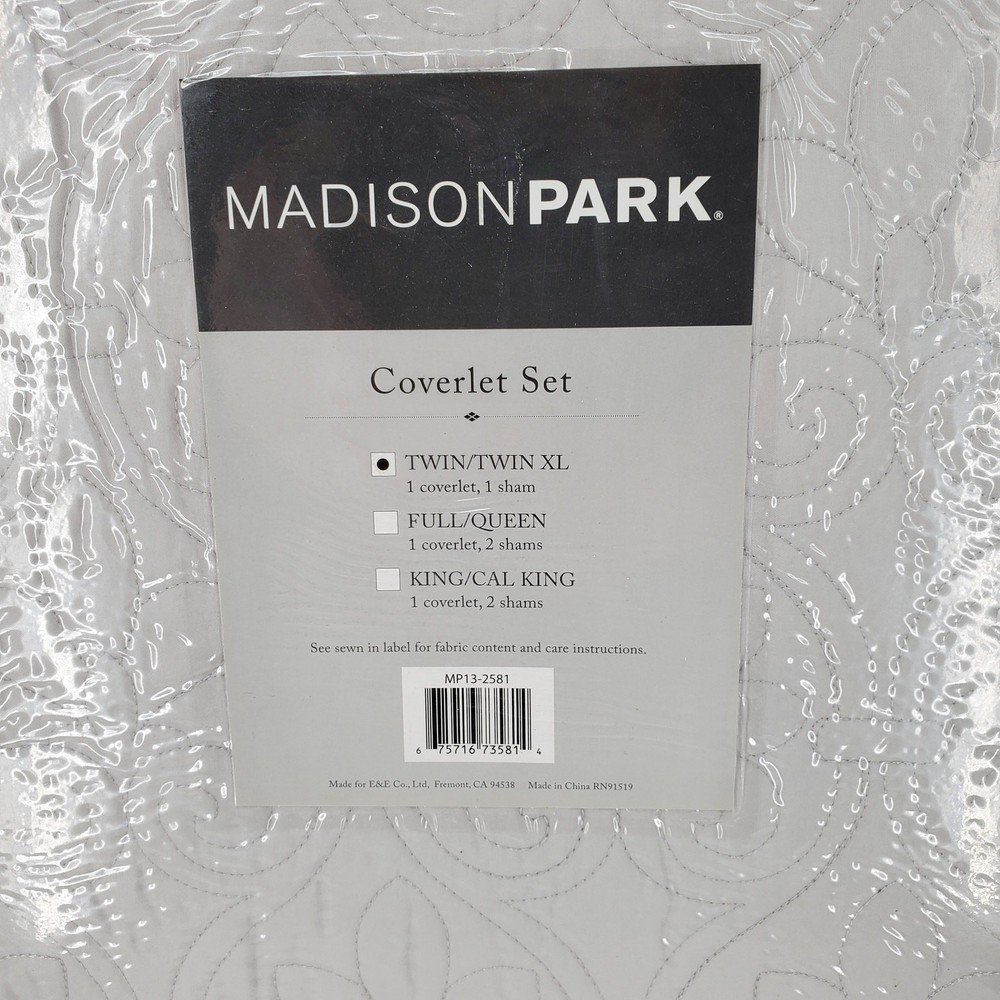 MADISONPARK®
Coverlet Set
TWIN/TWIN XL
1 coverlet, 1 sham
FULL/QUEEN
1 coverlet, 2 shams
KING/CAL KING
1 coverlet, 2 shams
See sewn in label for fabric content and care instructions.
MP13-2581
6 75716 73581 4
Made for E&E Co., Ltd, Fremont, CA 94538 Made in China RN91519